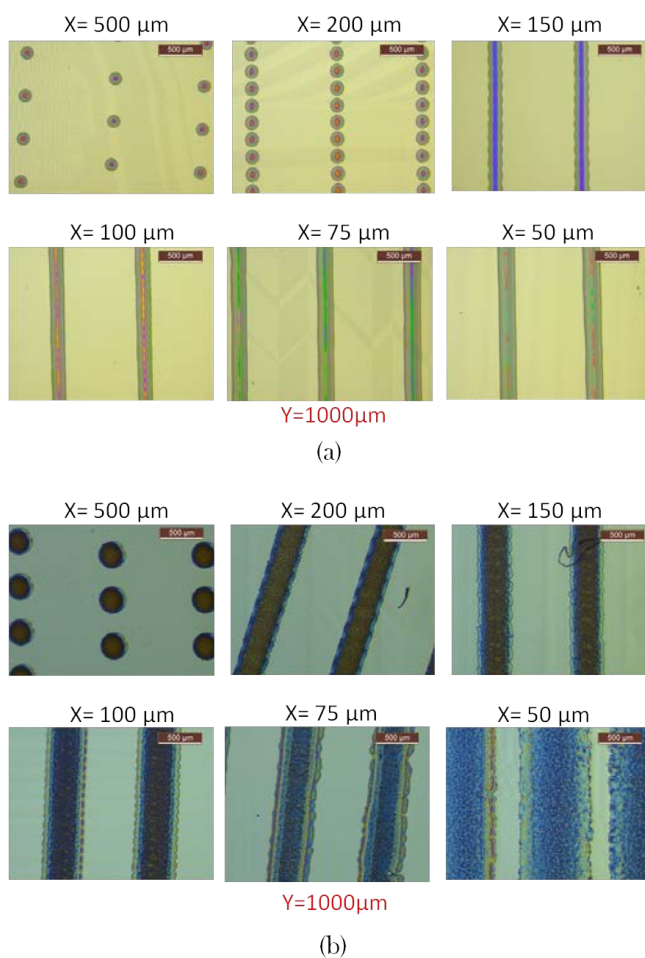 X= 500 µm X= 200 µm X= 150 µm
500 µm 500 µm 500 µm
X= 100 µm X= 75 µm X= 50 µm
500 µm 500 µm 500 µm
Y=1000µm
(a)
X= 500 µm X= 200 µm X= 150 µm
500 µm 500 µm 500 µm
X= 100 µm X= 75 µm X= 50 µm
500 µm 500 µm 500 µm
Y=1000µm
(b)